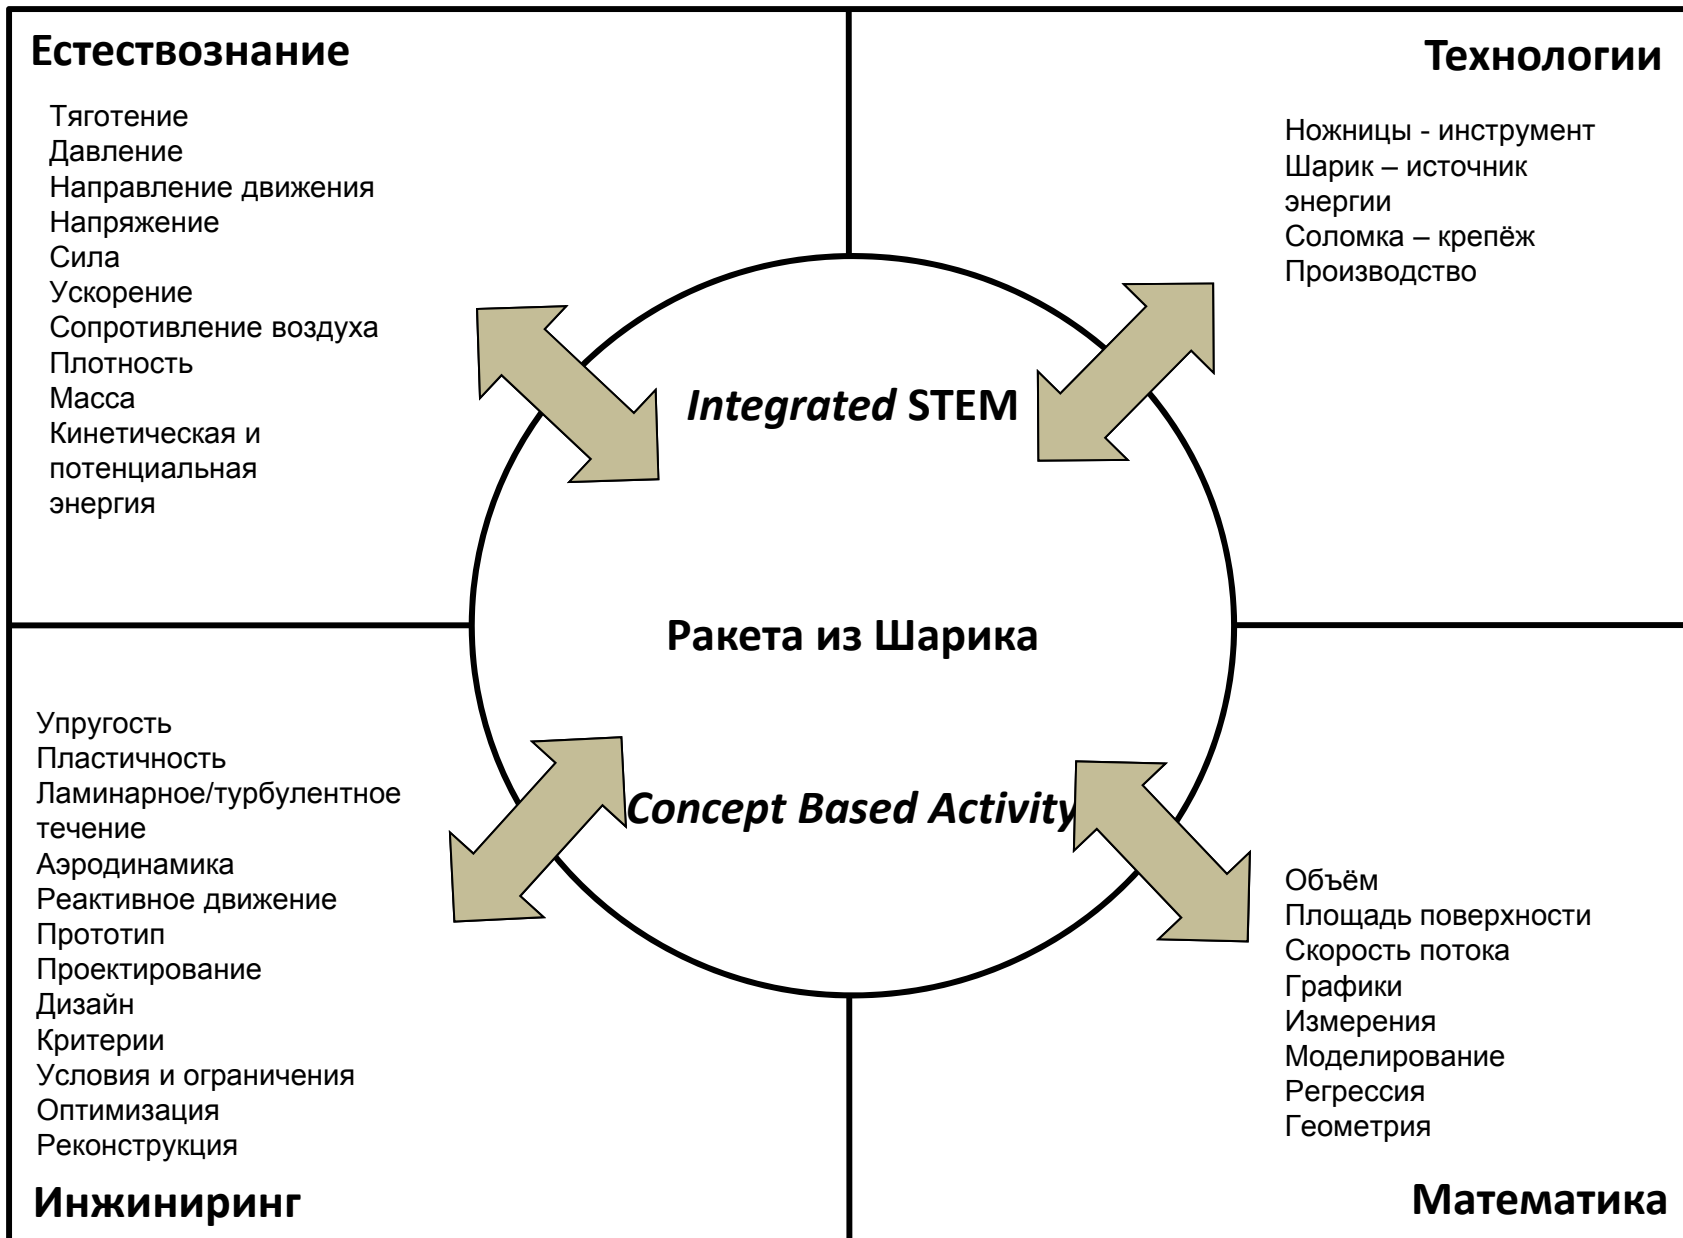 Естествознание
Тяготение
Давление
Направление движения
Напряжение
Сила
Ускорение
Сопротивление воздуха
Плотность
Масса
Кинетическая и
потенциальная
энергия
Технологии
Ножницы - инструмент
Шарик – источник
энергии
Соломка – крепёж
Производство
Integrated STEM
Ракета из Шарика
Concept Based Activity
Упругость
Пластичность
Ламинарное/турбулентное
течение
Аэродинамика
Реактивное движение
Прототип
Проектирование
Дизайн
Критерии
Условия и ограничения
Оптимизация
Реконструкция
Инжиниринг
Объём
Площадь поверхности
Скорость потока
Графики
Измерения
Моделирование
Регрессия
Геометрия
Математика